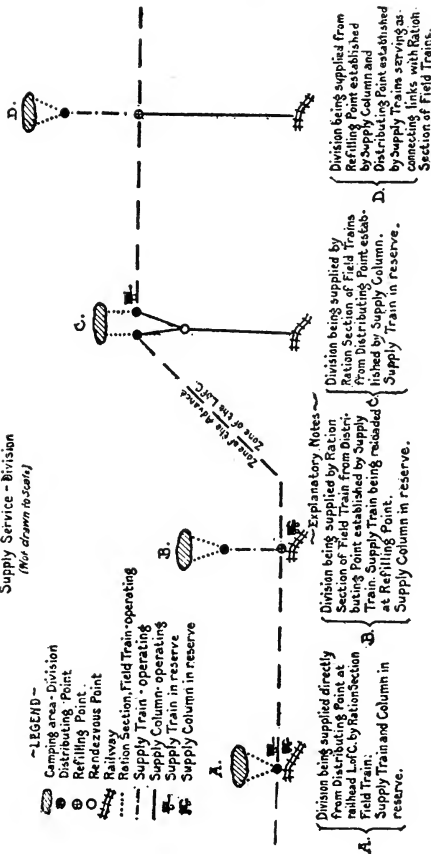 Supply Service - Division
(Not drawn to scale)
~LEGEND~
Camping area - Division
Distributing Point
Refilling Point.
Rendezvous Point
Railway
Ration Section, Field Train - operating
Supply Train - operating
Supply Column - operating
Supply Train in reserve
Supply Column in reserve
A.
B.
C.
D.
Zone of the Advance
Zone of the L. of C.
~Explanatory Notes~
A.
Division being supplied directly
from Distributing Point at
railhead L. of C. by Ration Section
Field Train.
Supply Train and Column in
reserve.
B.
Division being supplied by Ration
Section of Field Train from Distri-
buting Point established by Supply
Train. Supply Train being reloaded
at Refilling Point.
Supply Column in reserve.
C.
Division being supplied by
Ration Section of Field Trains
from Distributing Point estab-
lished by Supply Column.
Supply Train in reserve.
D.
Division being supplied from
Refilling Point established
by Supply Column and
Distributing Point established
by Supply Trains serving as
connecting links with Ration
Section of Field Trains.